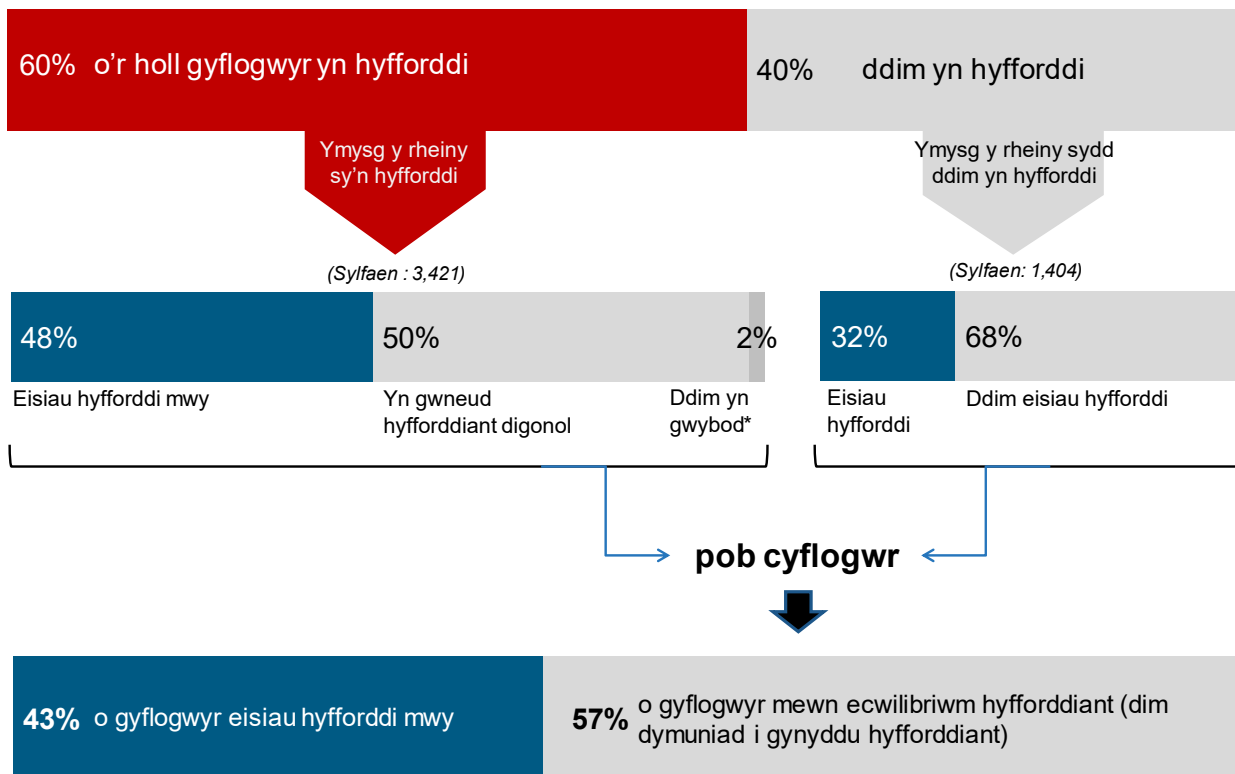 60% o'r holl gyflogwyr yn hyfforddi
40% ddim yn hyfforddi
Ymysg y rheiny
sy'n hyfforddi
Ymysg y rheiny sydd
ddim yn hyfforddi
(Sylfaen : 3,421)
(Sylfaen: 1,404)
48%
50%
2%
32%
68%
Eisiau hyfforddi mwy
Yn gwneud
hyfforddiant digonol
Ddim yn
gwybod*
Eisiau
hyfforddi
Ddim eisiau hyfforddi
pob cyflogwr
43% o gyflogwyr eisiau hyfforddi mwy
57% o gyflogwyr mewn ecwilibriwm hyfforddiant (dim
dymuniad i gynyddu hyfforddiant)